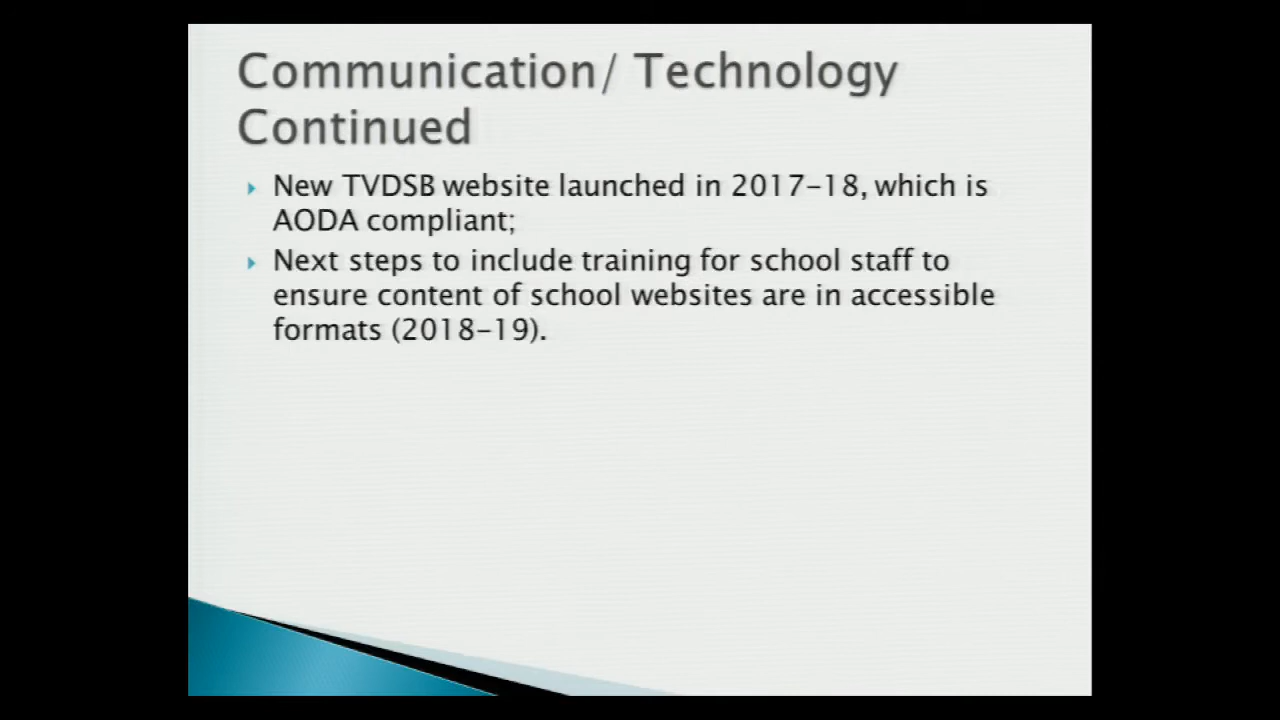 Communication/ Technology
Continued
New TVDSB website launched in 2017-18, which is
AODA compliant;
Next steps to include training for school staff to
ensure content of school websites are in accessible
formats (2018-19).